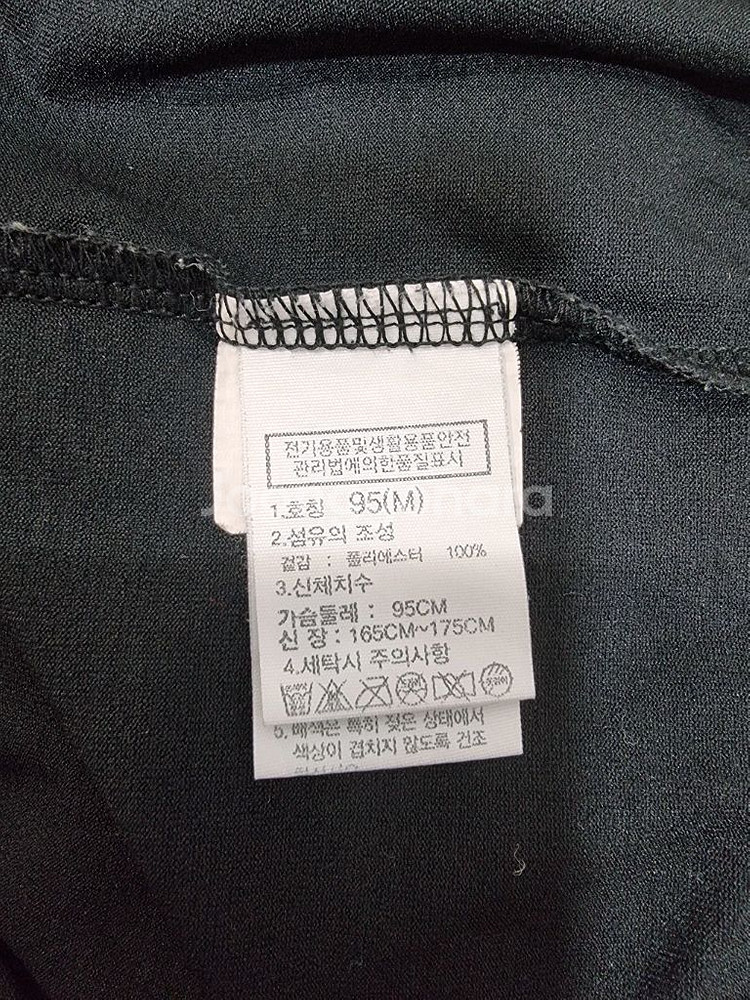 전기용품및생활용품안전
관리법에의한품질표시
1.호칭 95(M)
2.섬유의 조성
겉감 : 폴리에스터 100%
3.신체치수
가슴둘레 : 95CM
신 장 : 165CM~175CM
4.세탁시 주의사항
5.배색은 특히 젖은 상태에서
색상이 겹치지 않도록 건조